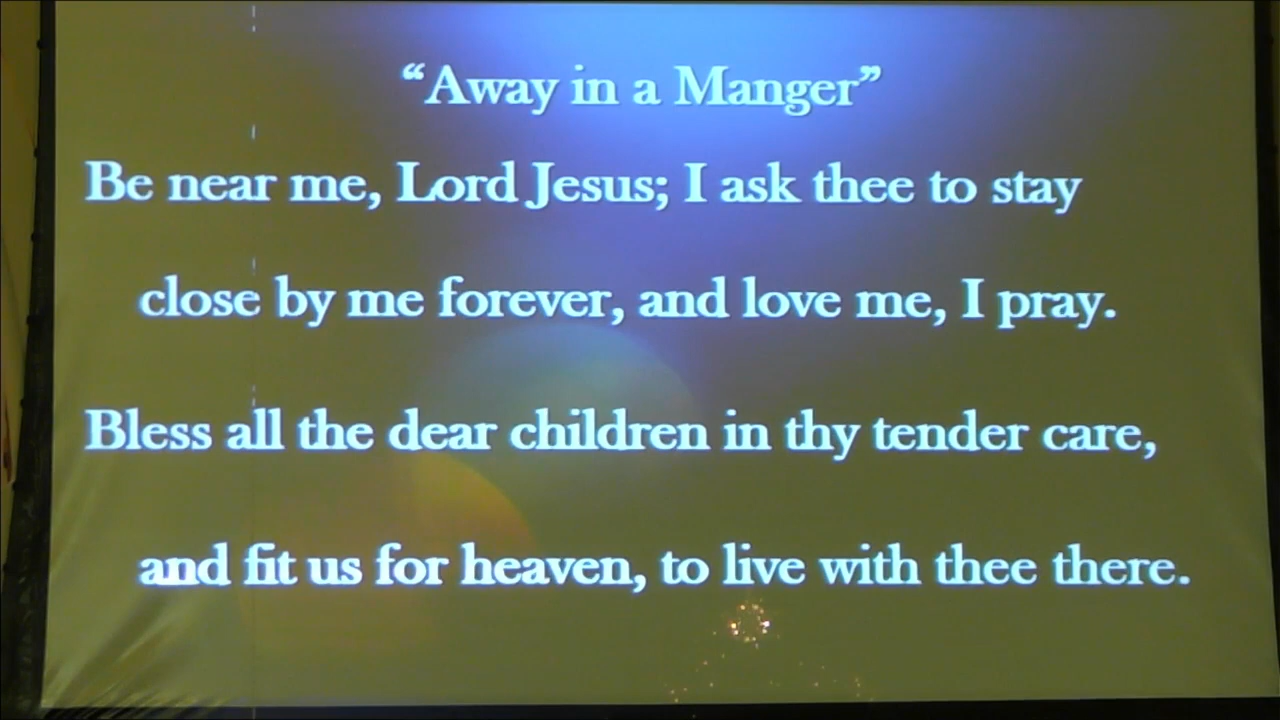 “Away in a Manger”
Be near me, Lord Jesus; I ask thee to stay
close by me forever, and love me, I pray.
Bless all the dear children in thy tender care,
and fit us for heaven, to live with thee there.